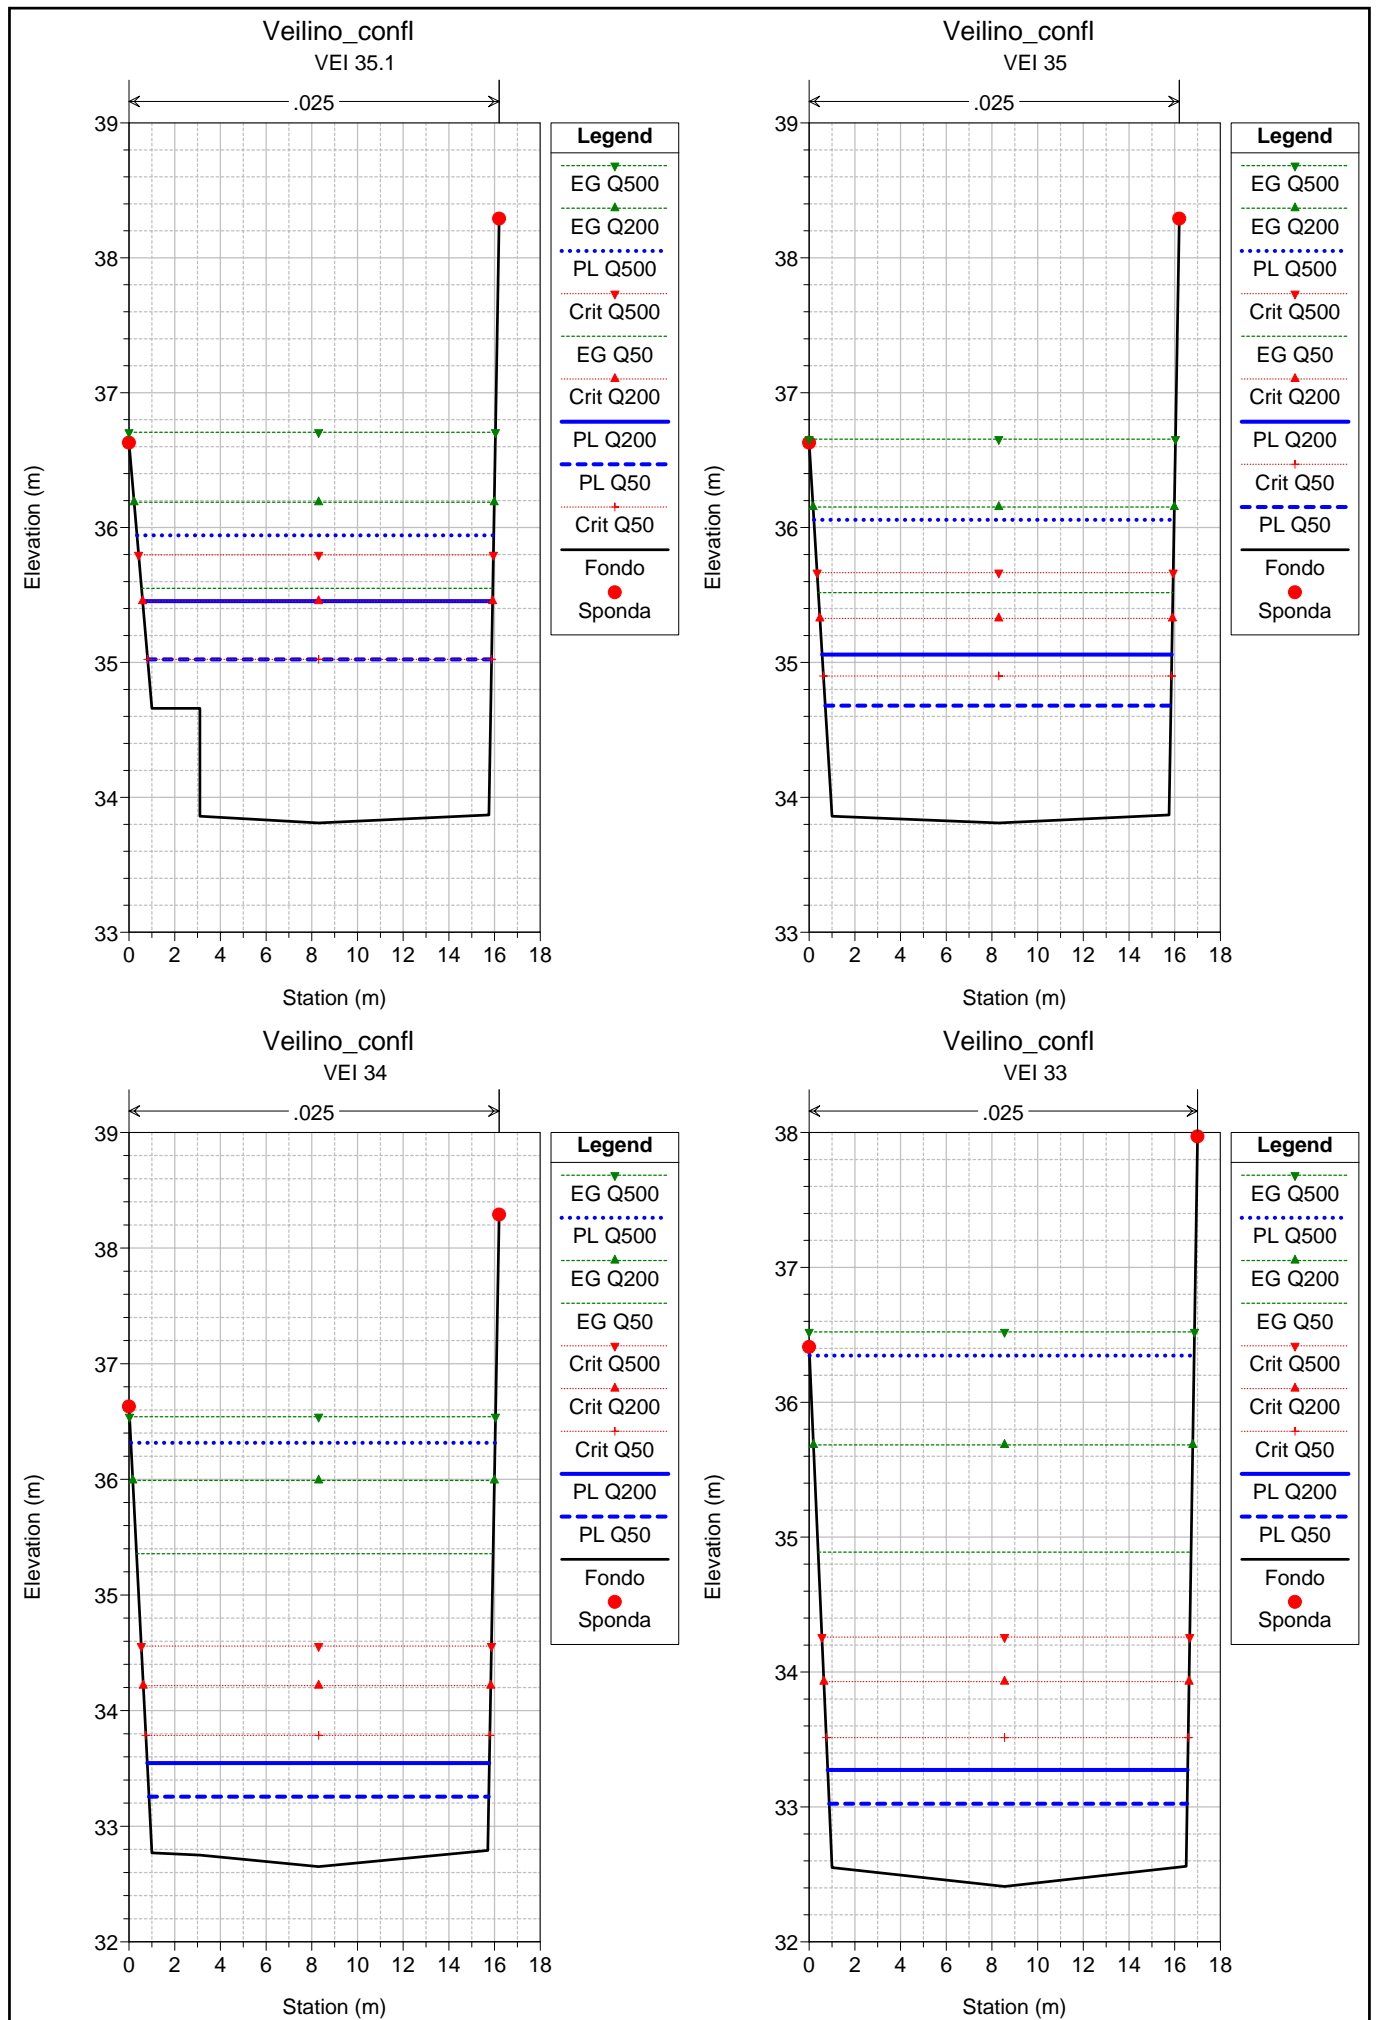 Veilino_confl
VEI 35.1
.025
39
38
37
36
35
34
33
Elevation (m)
0 2 4 6 8 10 12 14 16 18
Station (m)
Legend
EG Q500
EG Q200
PL Q500
Crit Q500
EG Q50
Crit Q200
PL Q200
PL Q50
Crit Q50
Fondo
Sponda
Veilino_confl
VEI 35
.025
39
38
37
36
35
34
33
Elevation (m)
0 2 4 6 8 10 12 14 16 18
Station (m)
Legend
EG Q500
EG Q200
PL Q500
Crit Q500
EG Q50
Crit Q200
PL Q200
Crit Q50
PL Q50
Fondo
Sponda
Veilino_confl
VEI 34
.025
39
38
37
36
35
34
33
32
Elevation (m)
0 2 4 6 8 10 12 14 16 18
Station (m)
Legend
EG Q500
PL Q500
EG Q200
EG Q50
Crit Q500
Crit Q200
Crit Q50
PL Q200
PL Q50
Fondo
Sponda
Veilino_confl
VEI 33
.025
38
37
36
35
34
33
32
Elevation (m)
0 2 4 6 8 10 12 14 16 18
Station (m)
Legend
EG Q500
PL Q500
EG Q200
EG Q50
Crit Q500
Crit Q200
Crit Q50
PL Q200
PL Q50
Fondo
Sponda